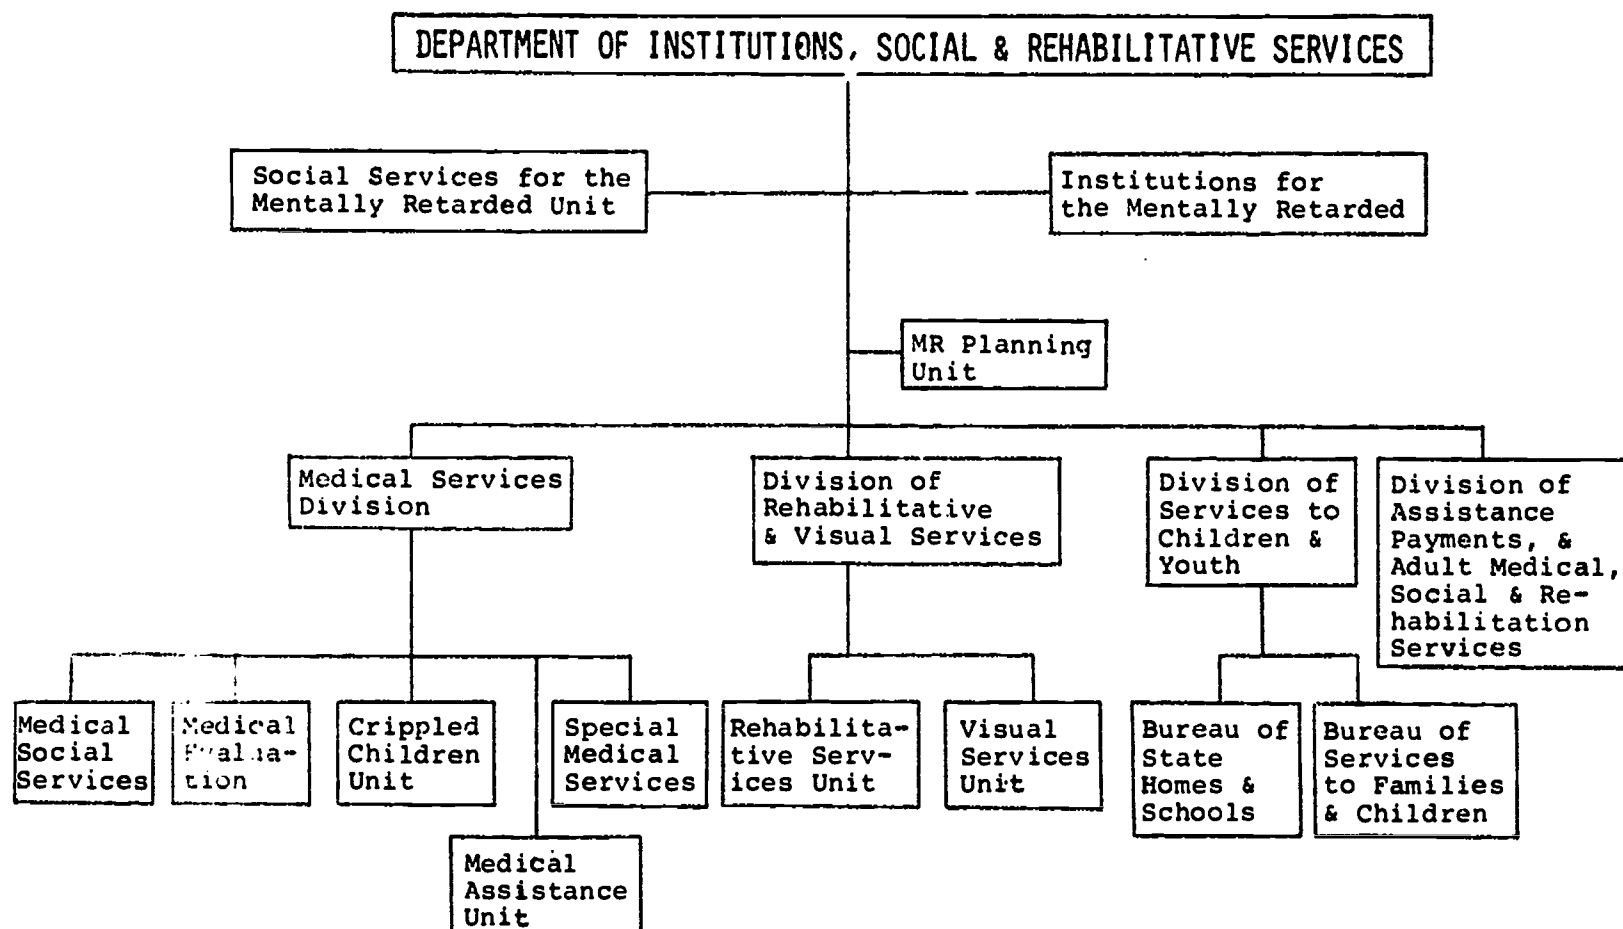 DEPARTMENT OF INSTITUTIONS, SOCIAL & REHABILITATIVE SERVICES
Social Services for the
Mentally Retarded Unit
Institutions for
the Mentally Retarded
MR Planning
Unit
Medical Services
Division
Division of
Rehabilitative
& Visual Services
Division of
Services to
Children &
Youth
Division of
Assistance
Payments, &
Adult Medical,
Social & Re-
habilitation
Services
Medical
Social
Services
Medical
Evalua-
tion
Crippled
Children
Unit
Special
Medical
Services
Rehabilita-
tive Serv-
ices Unit
Visual
Services
Unit
Bureau of
State
Homes &
Schools
Bureau of
Services
to Families
& Children
Medical
Assistance
Unit